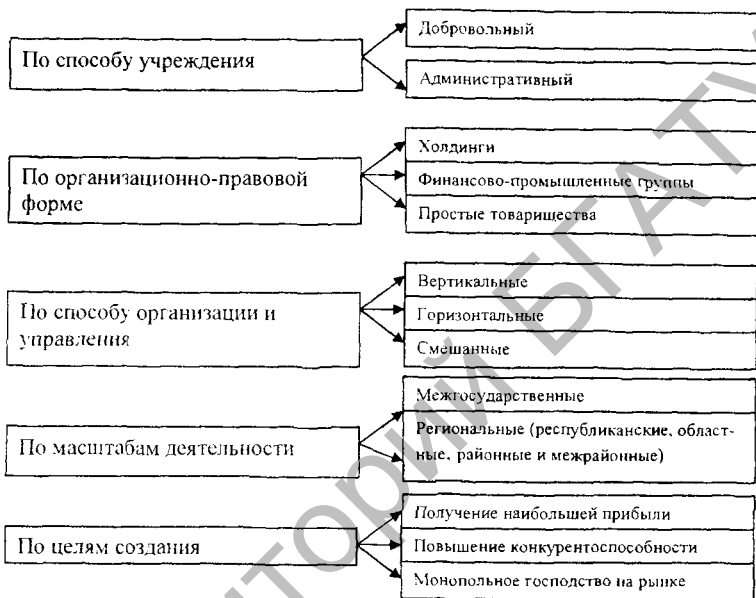 По способу учреждения
Добровольный
Административный
По организационно-правовой
форме
Холдинги
Финансово-промышленные группы
Простые товарищества
По способу организации и
управления
Вертикальные
Горизонтальные
Смешанные
По масштабам деятельности
Межгосударственные
Региональные (республиканские, област-
ные, районные и межрайонные)
По целям создания
Получение наибольшей прибыли
Повышение конкурентоспособности
Монопольное господство на рынке
БГАТУ